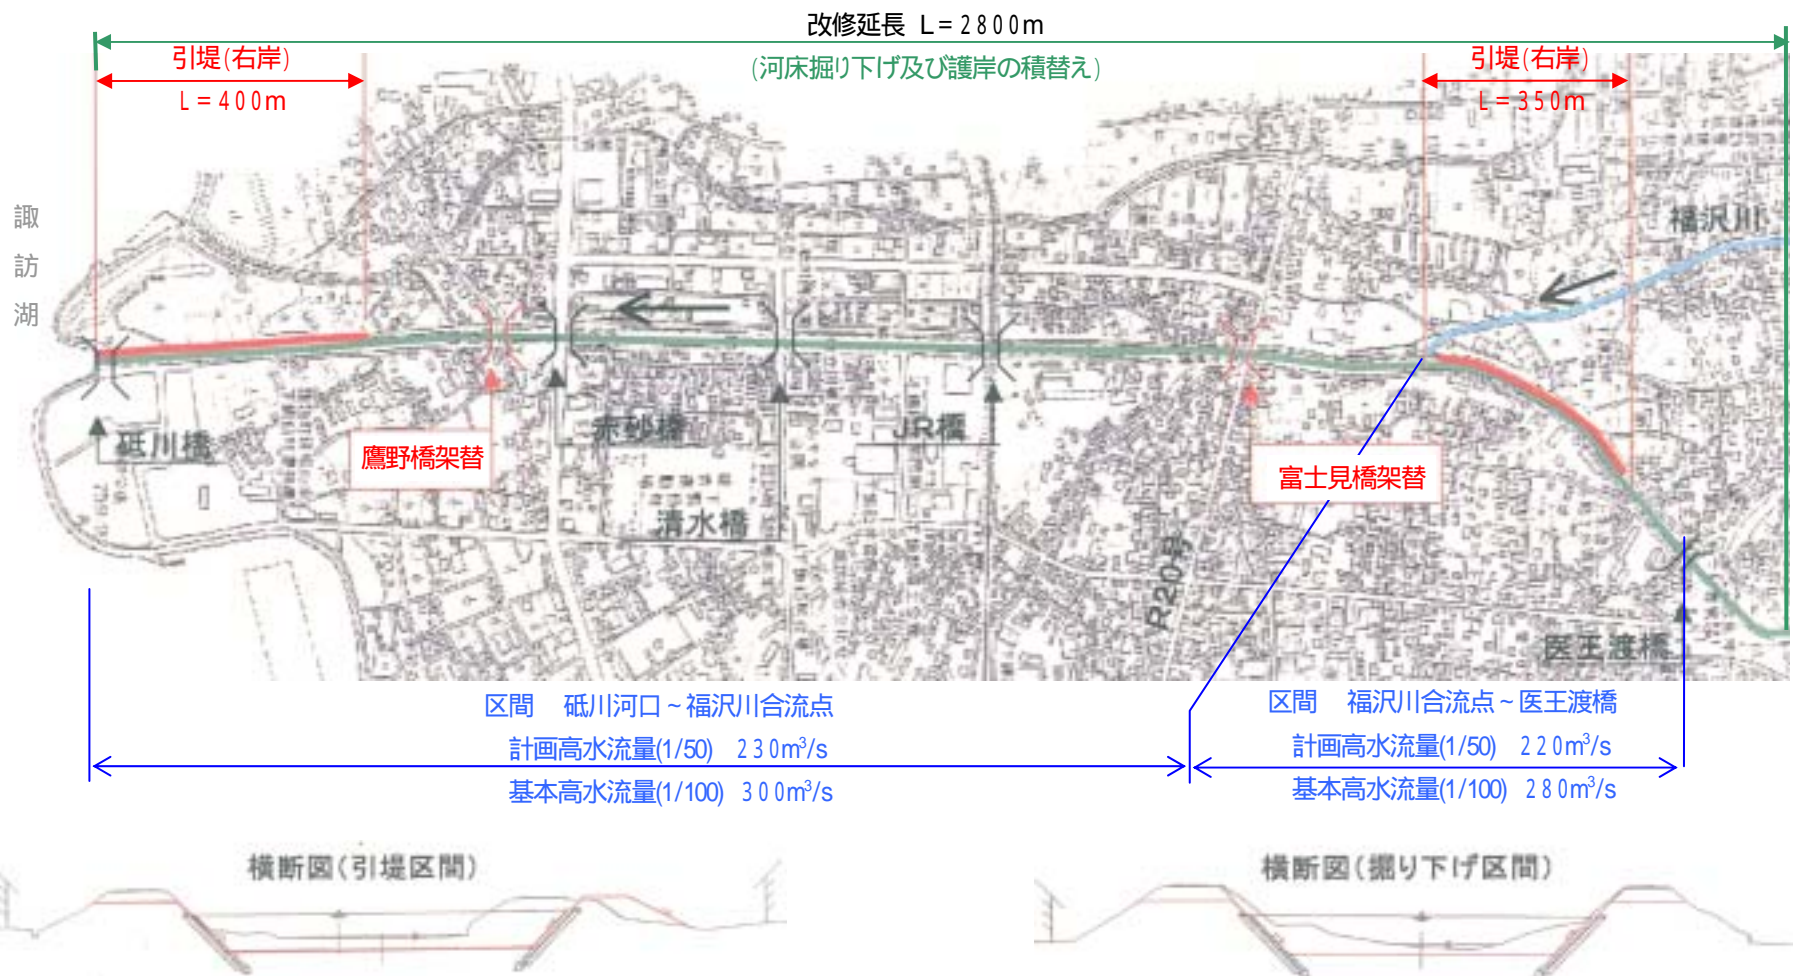 改修延長 L=2800m
(河床掘り下げ及び護岸の積替え)
引堤(右岸)
L=400m
引堤(右岸)
L=350m
諏訪湖
福沢川
砥川橋
鷹野橋架替
赤砂橋
清水橋
JR橋
富士見橋架替
R20号
医王渡橋
区間 砥川河口~福沢川合流点
計画高水流量(1/50) 230m³/s
基本高水流量(1/100) 300m³/s
区間 福沢川合流点~医王渡橋
計画高水流量(1/50) 220m³/s
基本高水流量(1/100) 280m³/s
横断図(引堤区間)
横断図(掘り下げ区間)